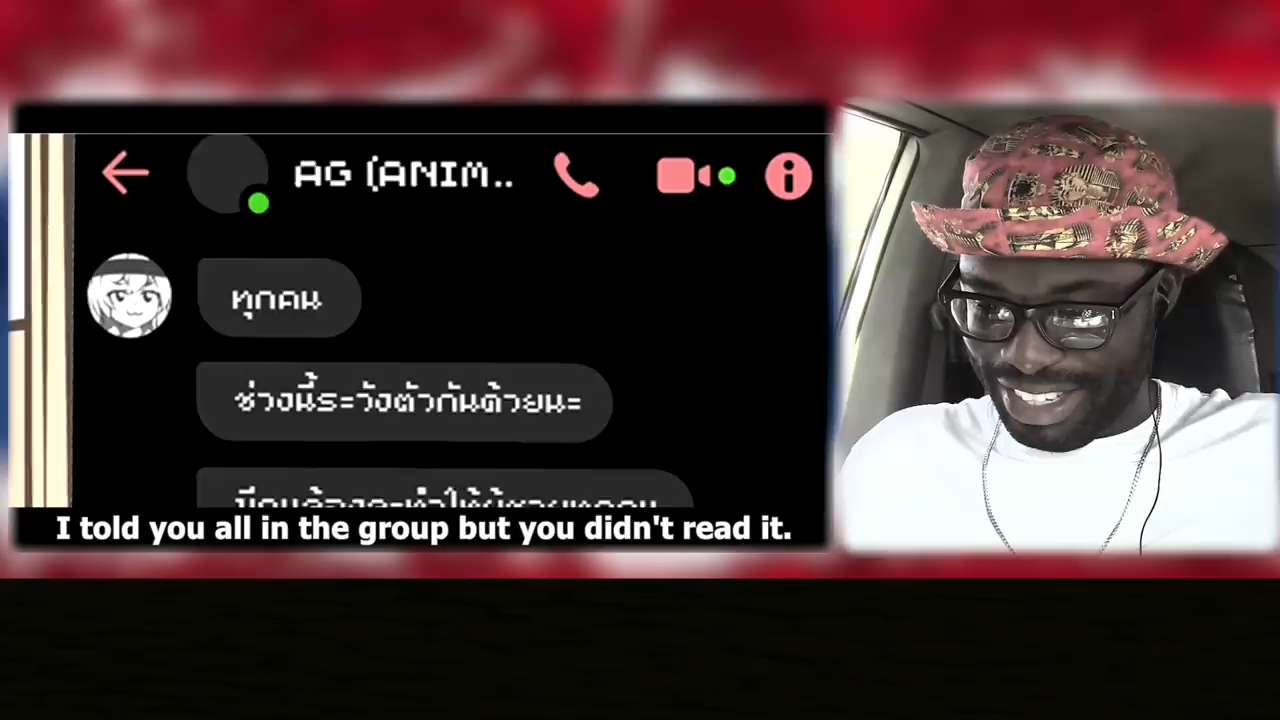 AG (ANIM..
ทุกคน
ช่วงนี้ระวังตัวกันด้วยนะ
I told you all in the group but you didn't read it.